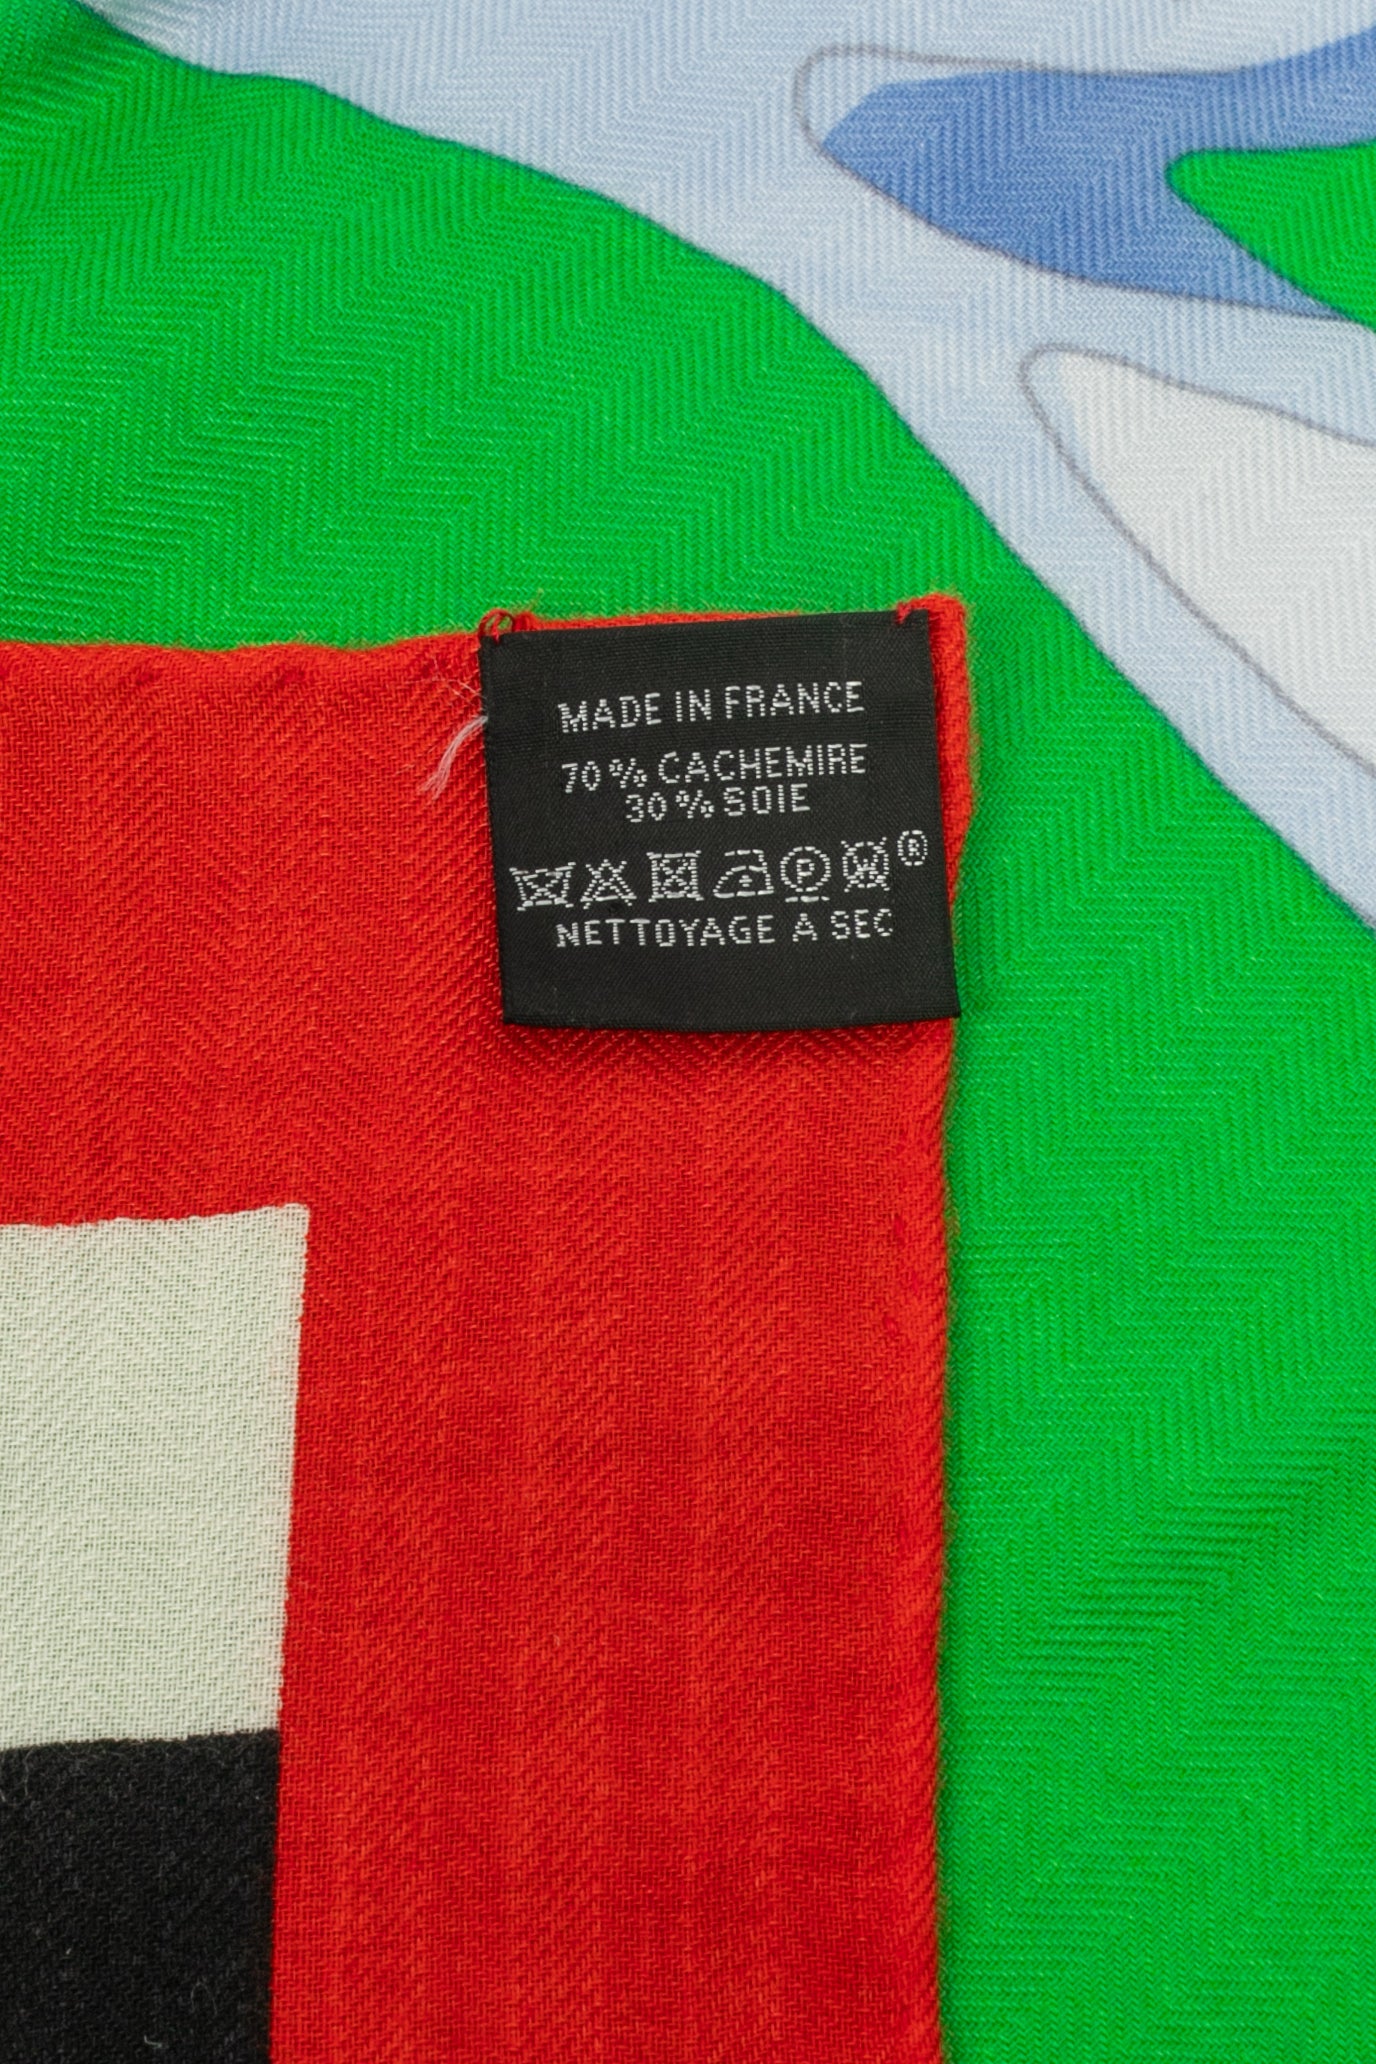 MADE IN FRANCE
70% CACHEMIRE
30% SOIE
P W ®
NETTOYAGE A SEC